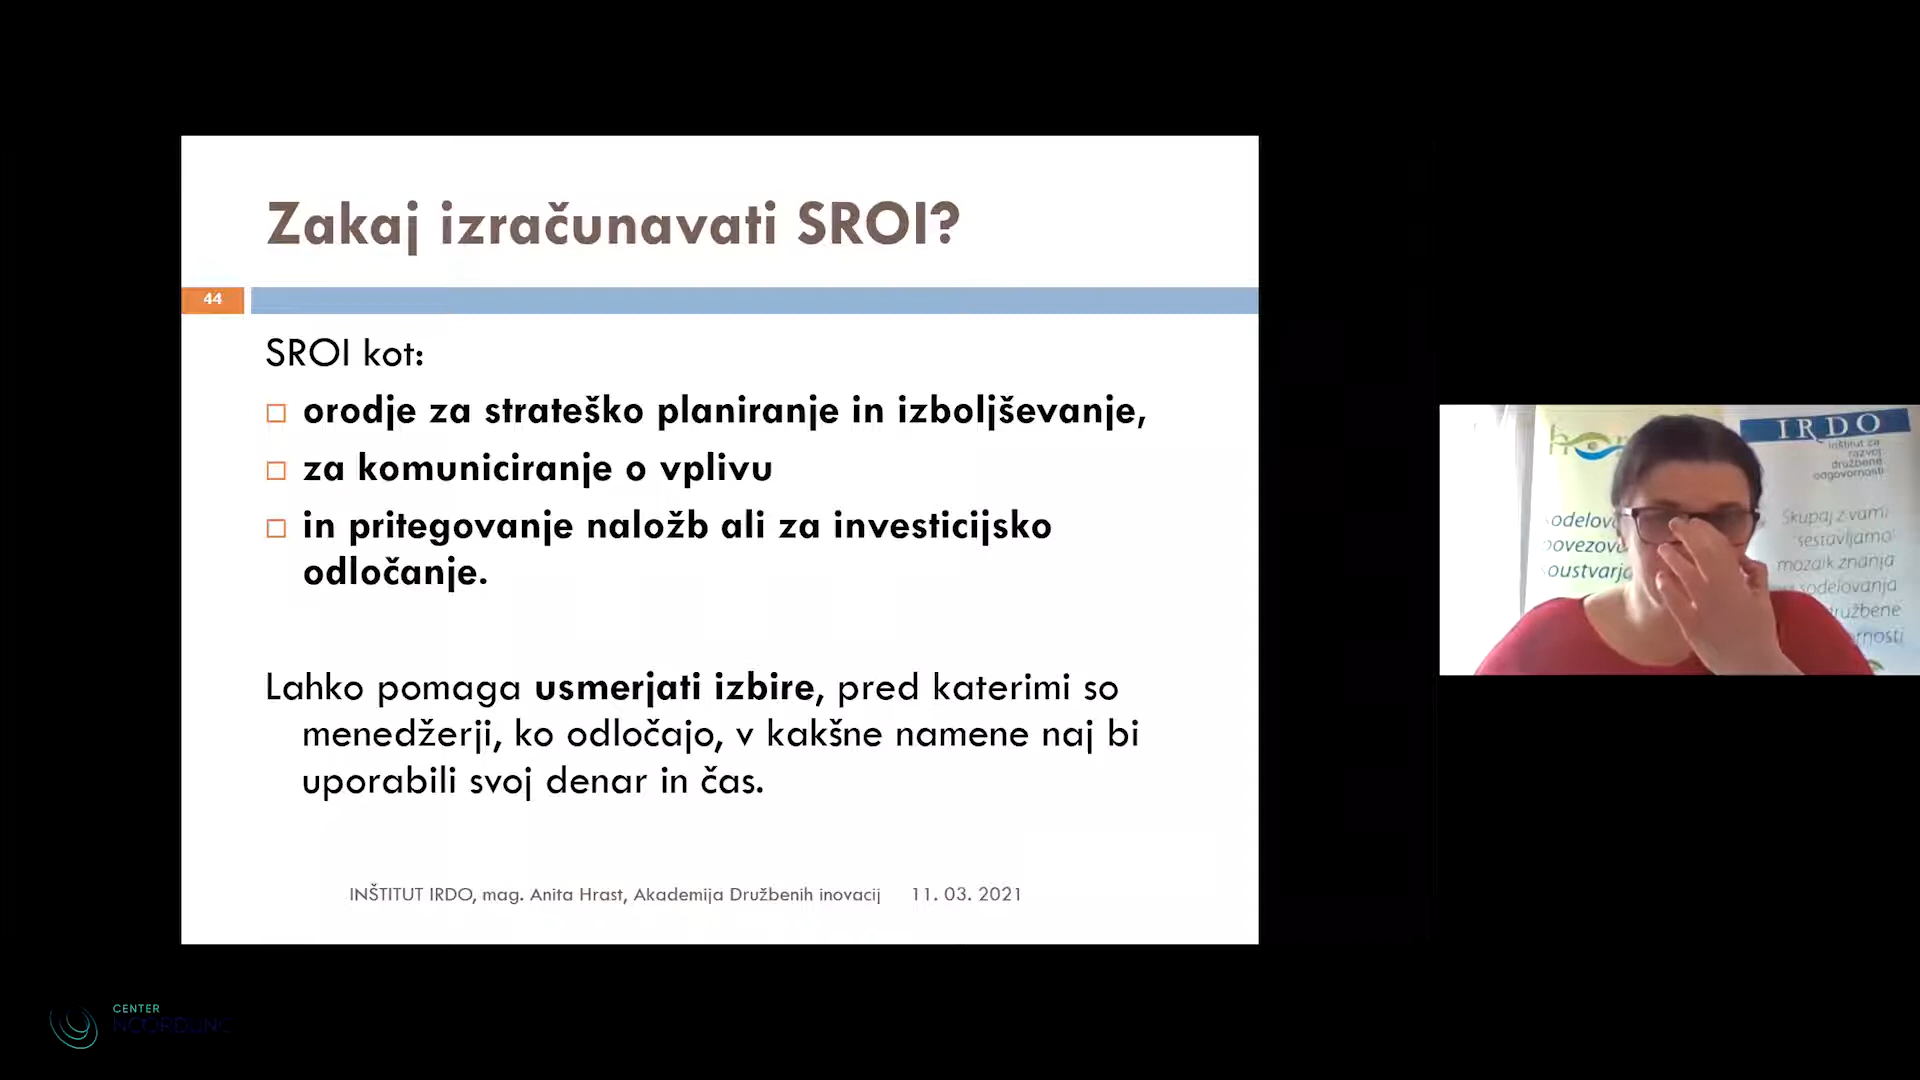 Zakaj izračunavati SROI?
44
SROI kot:
orodje za strateško planiranje in izboljševanje,
za komuniciranje o vplivu
in pritegovanje naložb ali za investicijsko
odločanje.
Lahko pomaga usmerjati izbire, pred katerimi so
menedžerji, ko odločajo, v kakšne namene naj bi
uporabili svoj denar in čas.
INŠTITUT IRDO, mag. Anita Hrast, Akademija Družbenih inovacij 11. 03. 2021
IRDO
inštitut za
razvoj
družbene
odgovornosti
Skupaj z vami
sestavljamo
mozaik znanja
sodelovanja
CENTER
NOORDUNG